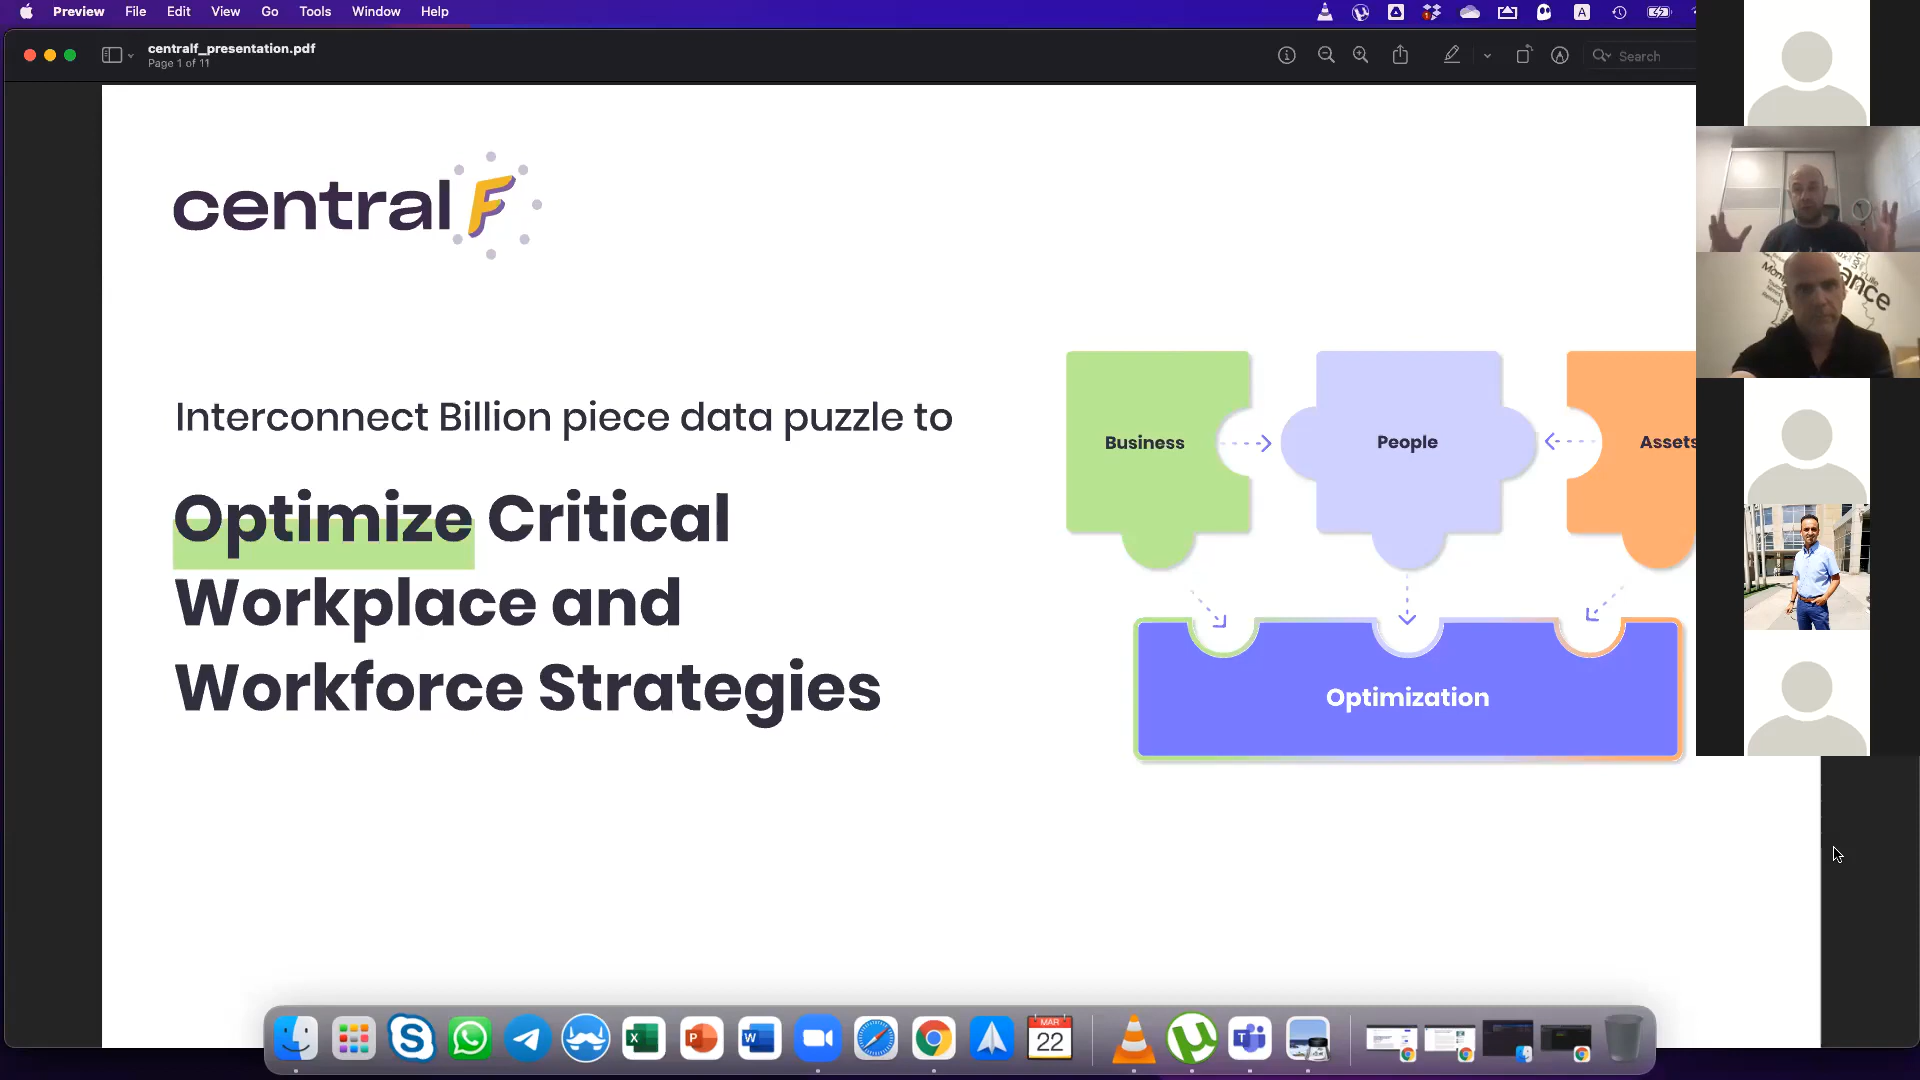 Preview File Edit View Go Tools Window Help
A
centralf_presentation.pdf
Page 1 of 11
Search
central F
Interconnect Billion piece data puzzle to
Optimize Critical
Workplace and
Workforce Strategies
Business
People
Assets
Optimization
ance
MAR
22